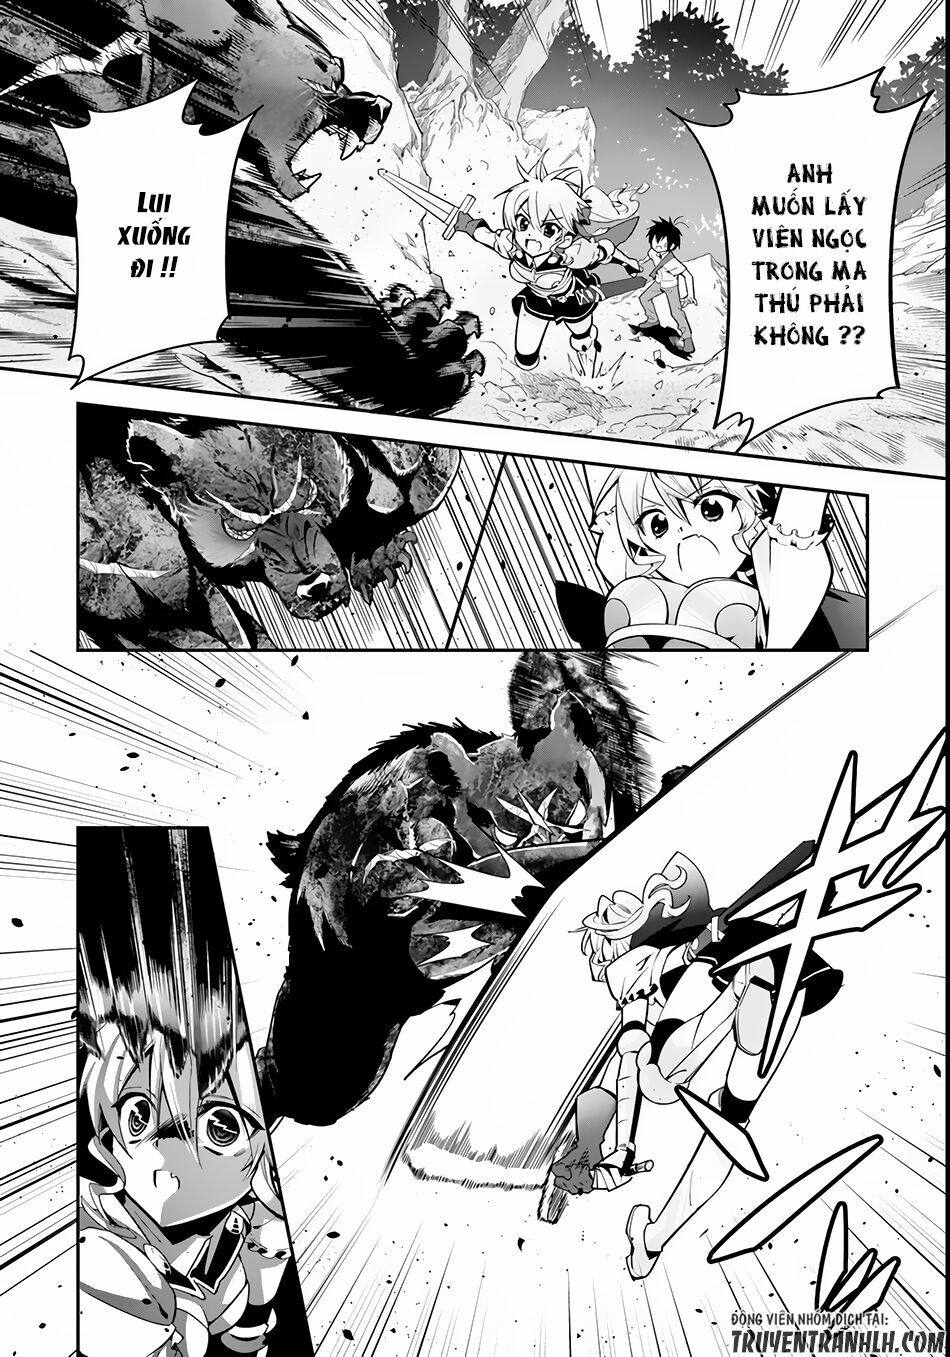 ANH
MUỐN LẤY
VIÊN NGỌC
TRONG MA
THÚ PHẢI
KHÔNG ??
LUI
XUỐNG
ĐI !!
ĐỘNG VIÊN NHÓM DỊCH TẠI:
TRUYENTRANHLH.COM